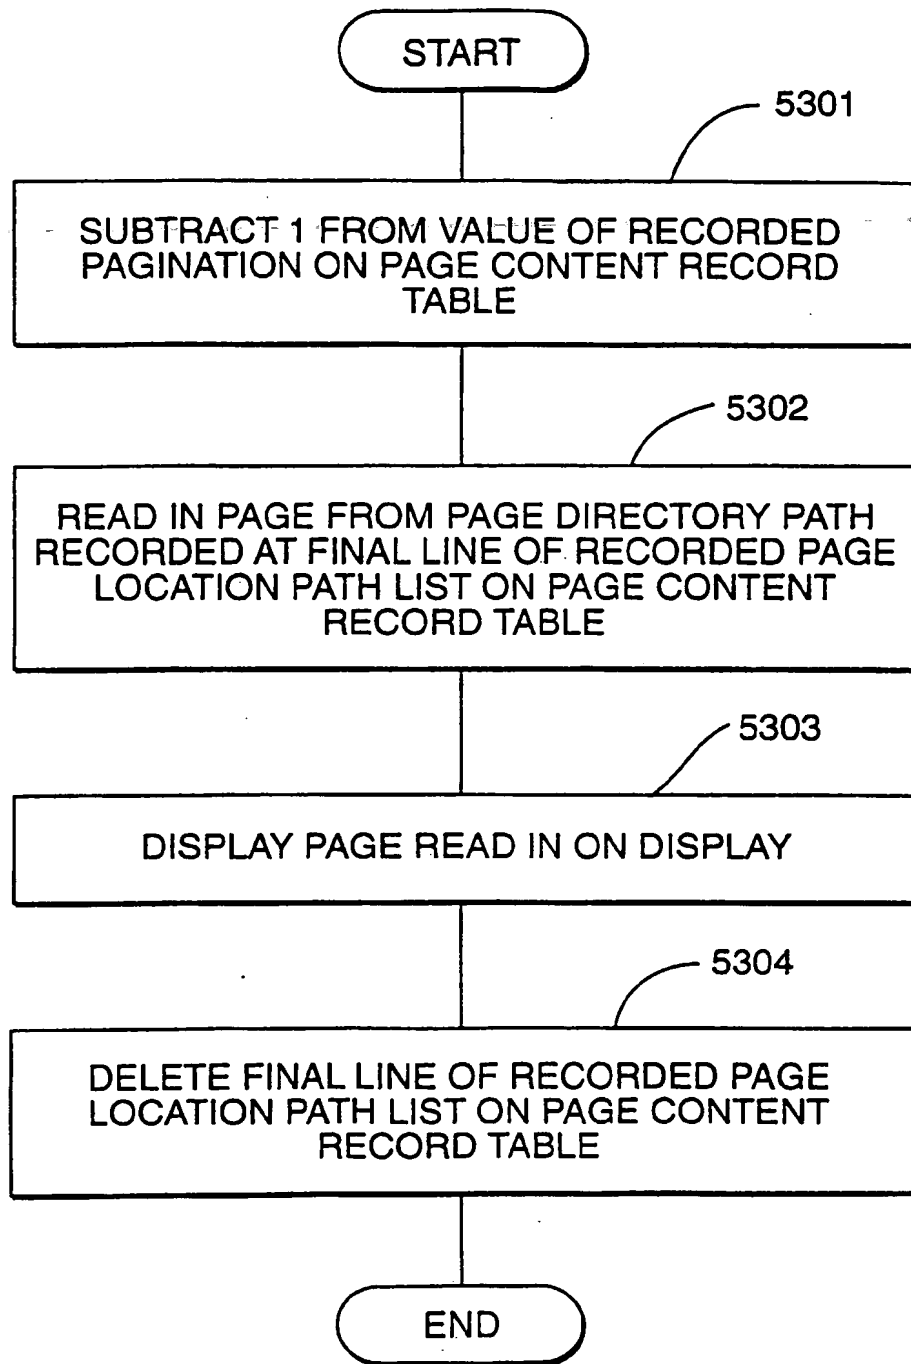 START
5301
SUBTRACT 1 FROM VALUE OF RECORDED
PAGINATION ON PAGE CONTENT RECORD
TABLE
5302
READ IN PAGE FROM PAGE DIRECTORY PATH
RECORDED AT FINAL LINE OF RECORDED PAGE
LOCATION PATH LIST ON PAGE CONTENT
RECORD TABLE
5303
DISPLAY PAGE READ IN ON DISPLAY
5304
DELETE FINAL LINE OF RECORDED PAGE
LOCATION PATH LIST ON PAGE CONTENT
RECORD TABLE
END